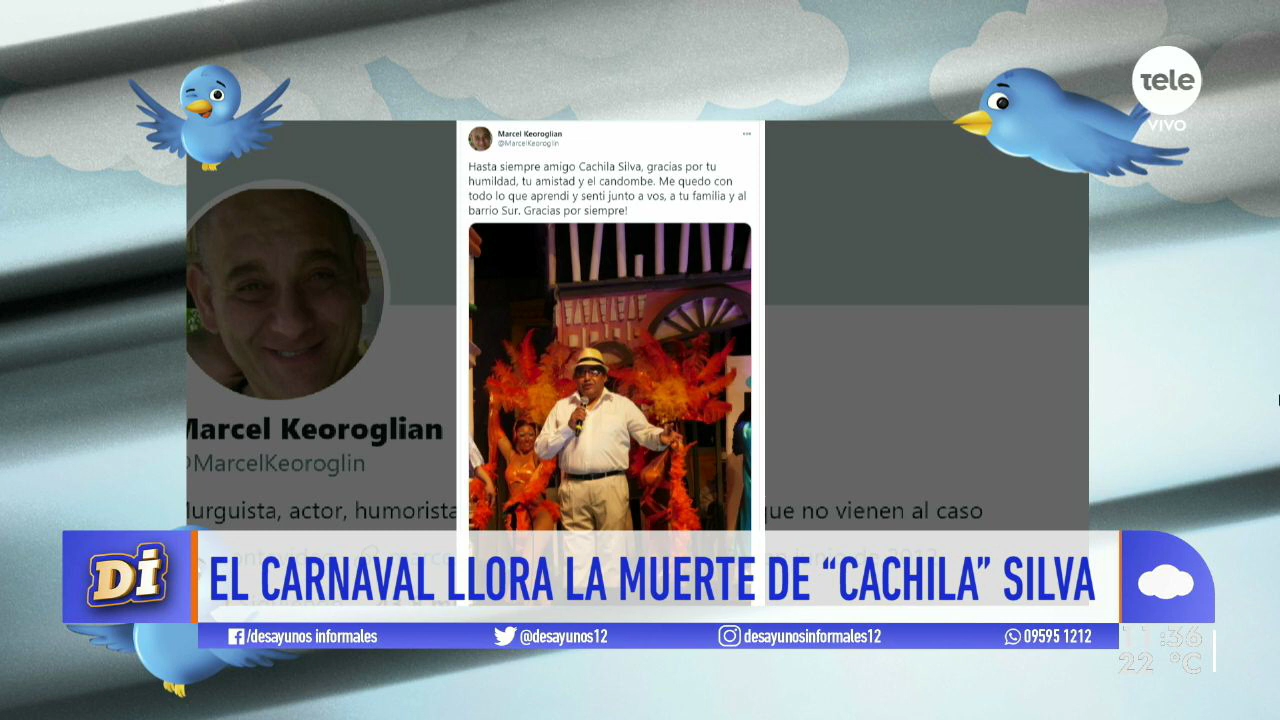 tele
VIVO
Marcel Keoroglian
@MarcelKeoroglin
Hasta siempre amigo Cachila Silva, gracias por tu
humildad, tu amistad y el candombe. Me quedo con
todo lo que aprendi y senti junto a vos, a tu familia y al
barrio Sur. Gracias por siempre!
Marcel Keoroglian
@MarcelKeoroglin
Murguista, actor, humorista
que no vienen al caso
Di
EL CARNAVAL LLORA LA MUERTE DE “CACHILA” SILVA
/desayunos informales
@desayunos12
desayunosinformales12
09595 1212
11:36
22 °C